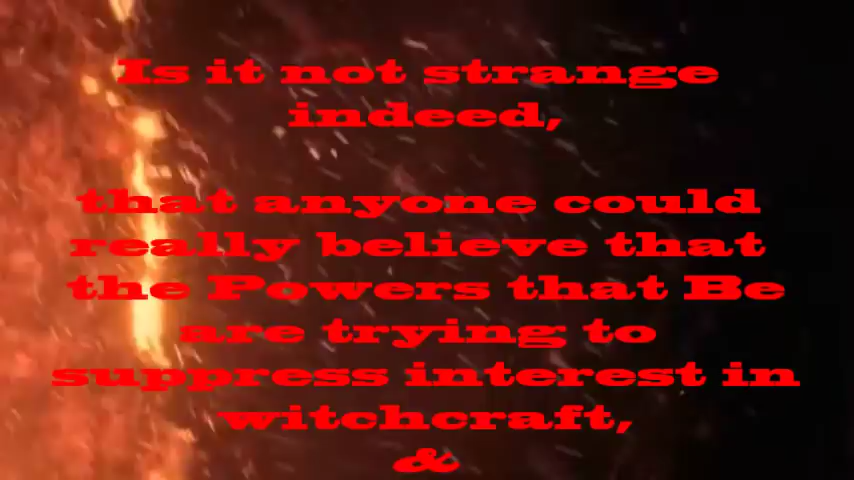 Is it not strange
indeed,
that anyone could
really believe that
the Powers that Be
are trying to
suppress interest in
witchcraft,
&